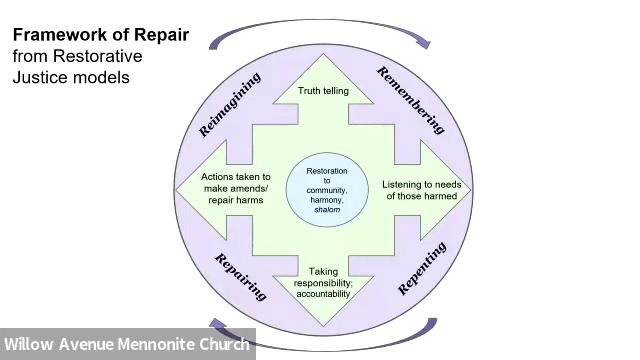 Framework of Repair
from Restorative
Justice models
Reimagining
Remembering
Truth telling
Actions taken to
make amends/
repair harms
Restoration
to
community,
harmony,
shalom
Listening to needs
of those harmed
Taking
responsibility;
accountability
Repairing
Repenting
Willow Avenue Mennonite Church